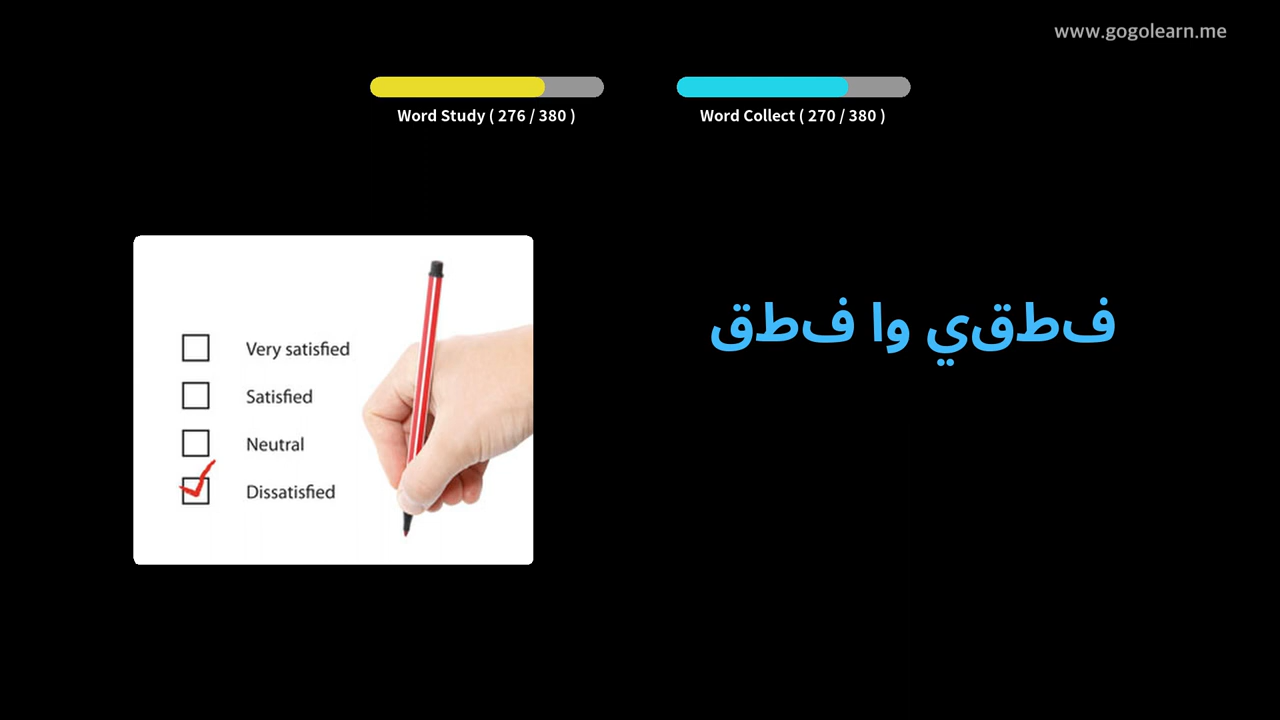 www.gogolearn.me
Word Study ( 276 / 380 )
Word Collect ( 270 / 380 )
Very satisfied
Satisfied
Neutral
Dissatisfied
فطقي وا فطق